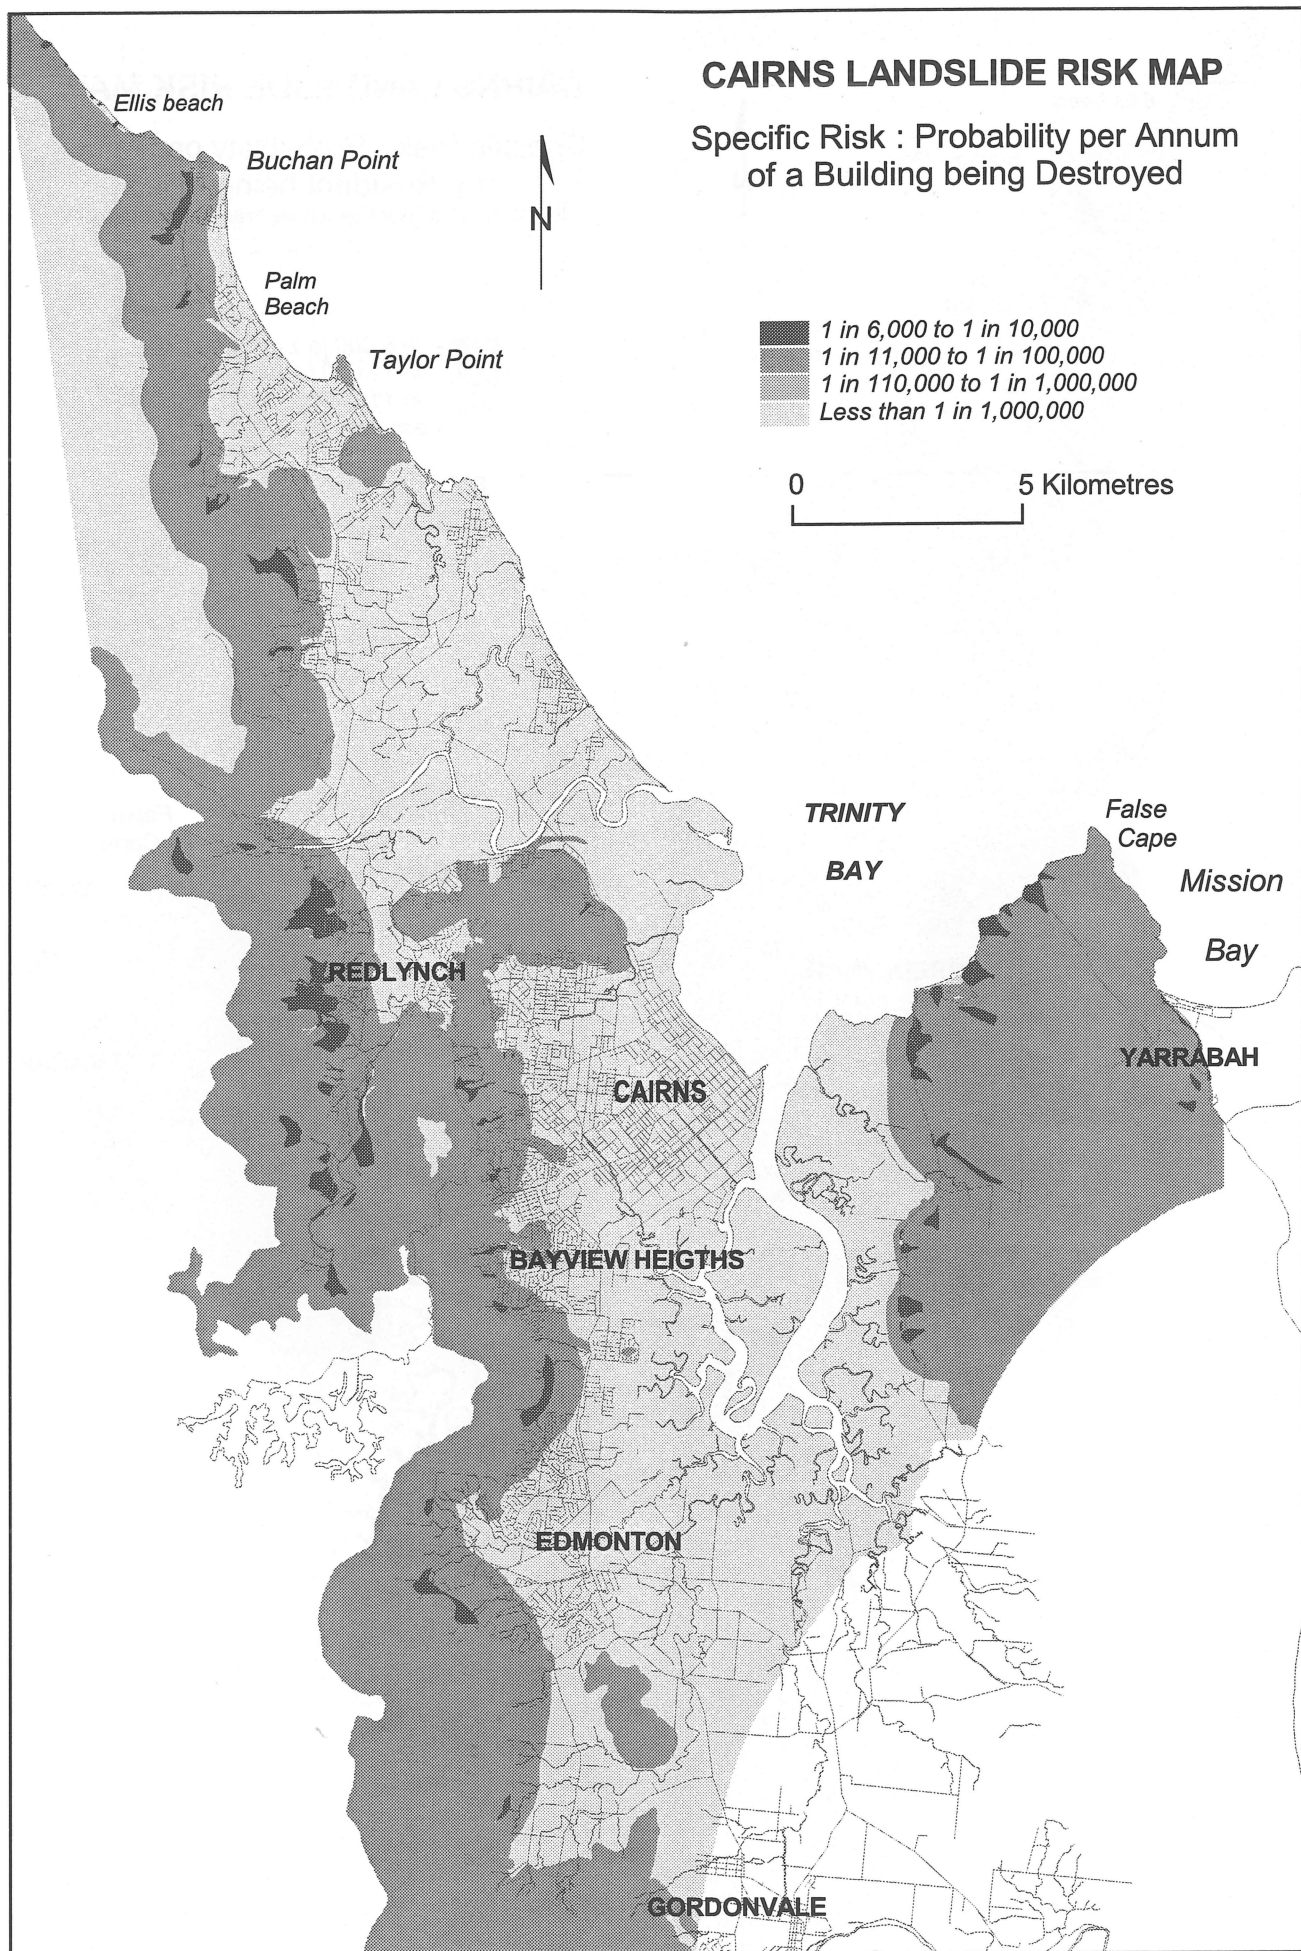 CAIRNS LANDSLIDE RISK MAP
Specific Risk : Probability per Annum
of a Building being Destroyed
Ellis beach
Buchan Point
N
Palm
Beach
Taylor Point
1 in 6,000 to 1 in 10,000
1 in 11,000 to 1 in 100,000
1 in 110,000 to 1 in 1,000,000
Less than 1 in 1,000,000
0
5 Kilometres
TRINITY
BAY
False
Cape
Mission
Bay
REDLYNCH
YARRABAH
CAIRNS
BAYVIEW HEIGTHS
EDMONTON
GORDONVALE